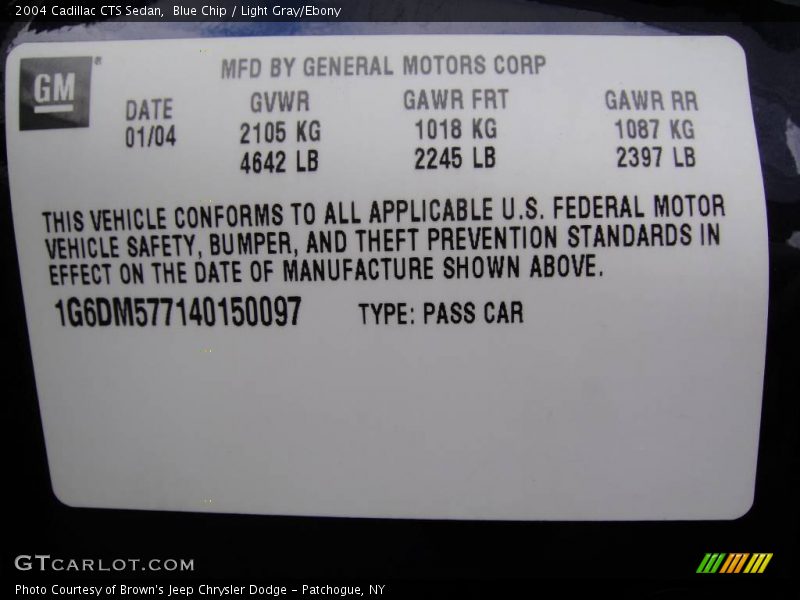 2004 Cadillac CTS Sedan,  Blue Chip / Light Gray/Ebony
GM®
MFD BY GENERAL MOTORS CORP
DATE GVWR GAWR FRT GAWR RR
01/04 2105 KG 1018 KG 1087 KG
4642 LB 2245 LB 2397 LB
THIS VEHICLE CONFORMS TO ALL APPLICABLE U.S. FEDERAL MOTOR
VEHICLE SAFETY, BUMPER, AND THEFT PREVENTION STANDARDS IN
EFFECT ON THE DATE OF MANUFACTURE SHOWN ABOVE.
1G6DM577140150097 TYPE: PASS CAR
GTCARLOT.COM
Photo Courtesy of Brown's Jeep Chrysler Dodge – Patchogue, NY